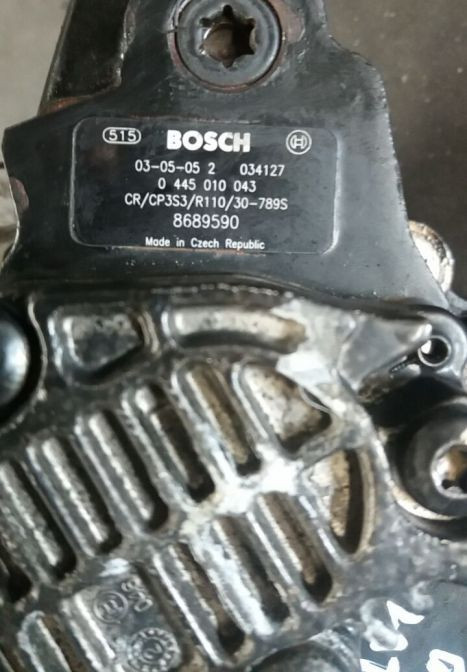 515 BOSCH
03-05-05 2 034127
0 445 010 043
CR/CP3S3/R110/30-789S
8689590
Made in Czech Republic